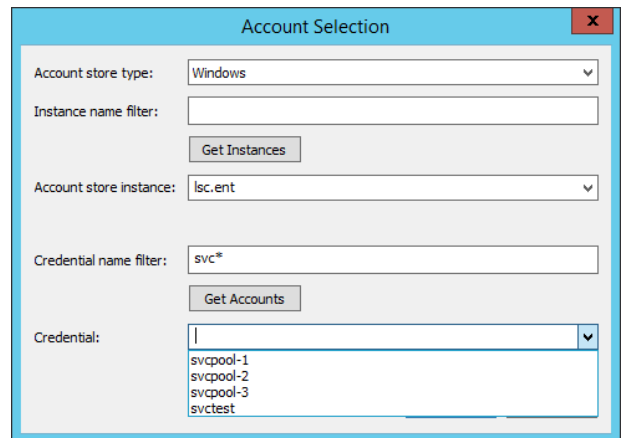 Account Selection
x
Account store type: Windows
Instance name filter:
Get Instances
Account store instance: lsc.ent
Credential name filter: svc*
Get Accounts
Credential:
svcpool-1
svcpool-2
svcpool-3
svctest